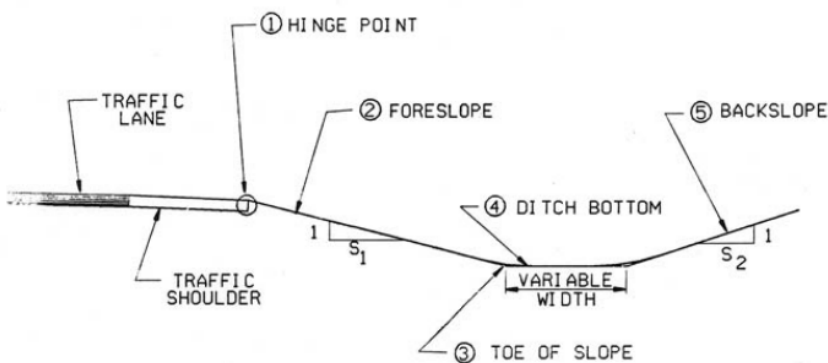 ① HINGE POINT
TRAFFIC
LANE
② FORESLOPE
⑤ BACKSLOPE
④ DITCH BOTTOM
1
S1
1
S2
TRAFFIC
SHOULDER
VARIABLE
WIDTH
③ TOE OF SLOPE